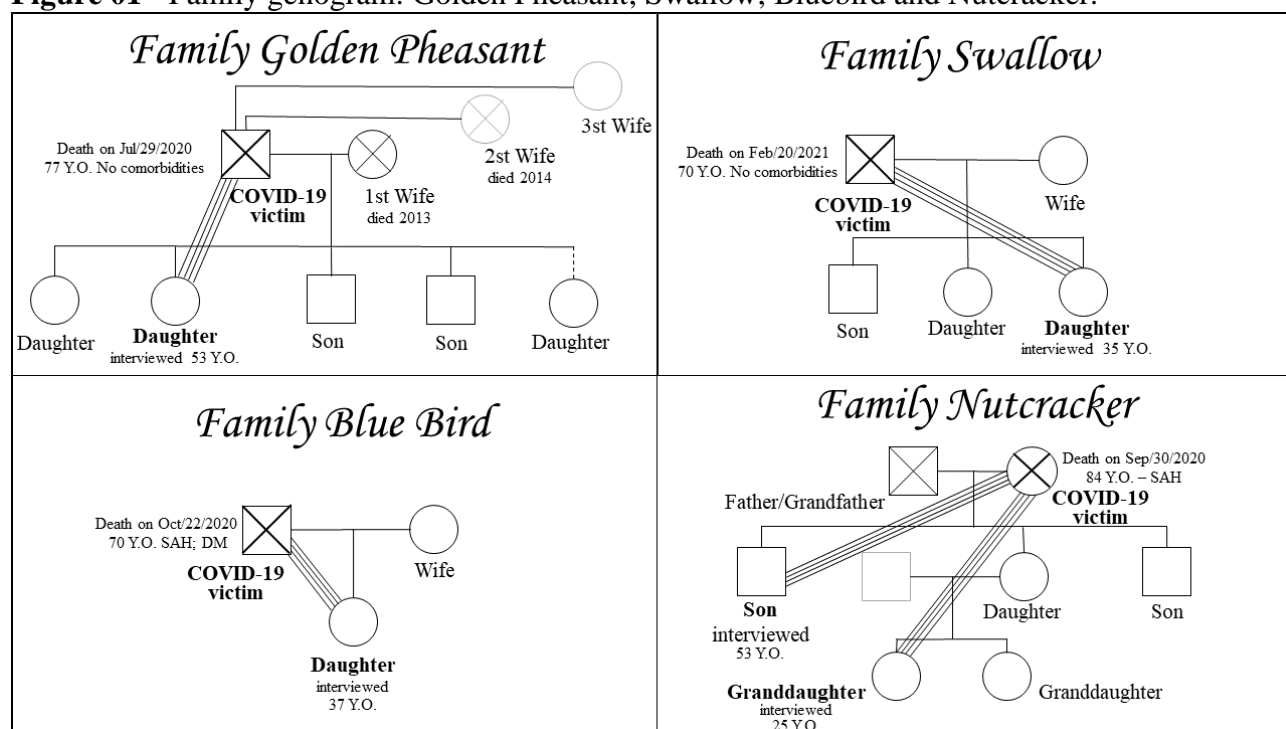 Figure 01 - Family genogram: Golden Pheasant, Swallow, Bluebird and Nutcracker.
Family Golden Pheasant
3st Wife
2st Wife
died 2014
Death on Jul/29/2020
77 Y.O. No comorbidities
COVID-19
victim
1st Wife
died 2013
Daughter
Daughter
interviewed 53 Y.O.
Son
Son
Daughter
Family Swallow
Death on Feb/20/2021
70 Y.O. No comorbidities
COVID-19
victim
Wife
Son
Daughter
Daughter
interviewed 35 Y.O.
Family Blue Bird
Death on Oct/22/2020
70 Y.O. SAH; DM
COVID-19
victim
Wife
Daughter
interviewed
37 Y.O.
Family Nutcracker
Father/Grandfather
Death on Sep/30/2020
84 Y.O. – SAH
COVID-19
victim
Son
interviewed
53 Y.O.
Daughter
Son
Granddaughter
interviewed
25 Y.O.
Granddaughter